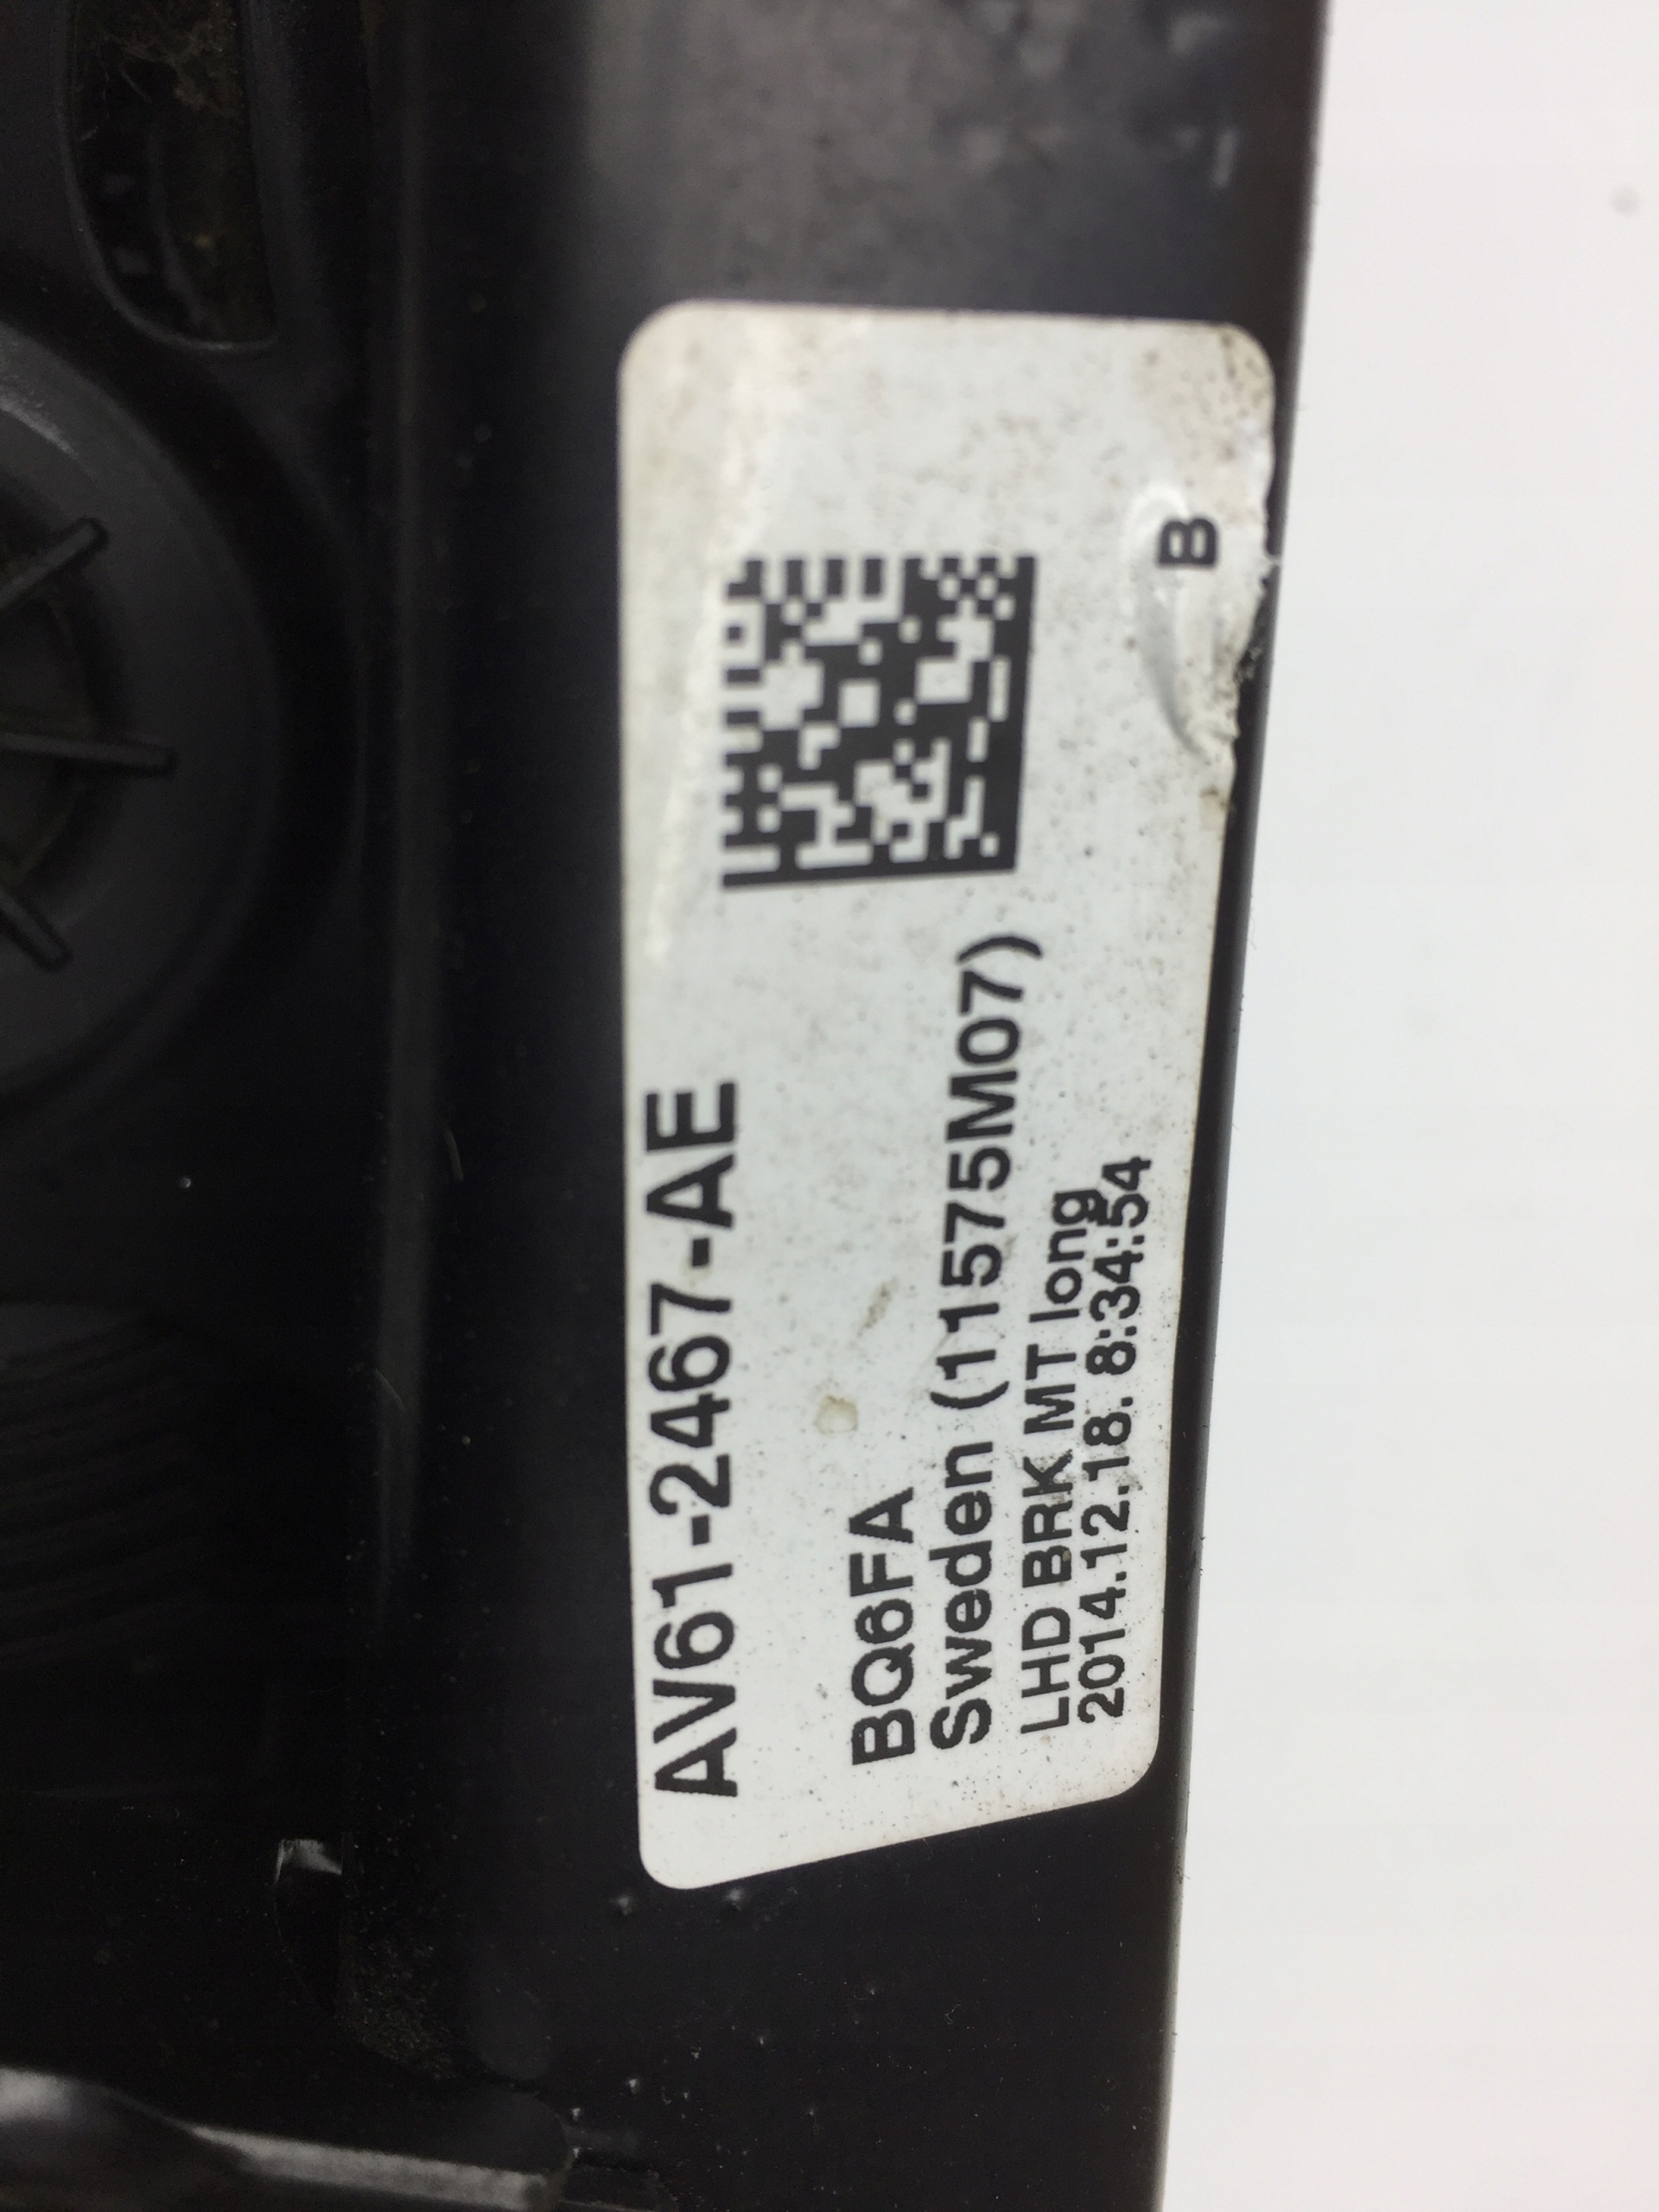 AV61-2467-AE
BQ6FA
Sweden (11575M07)
LHD BRK MT long
2014.12.18. 8:34:54
B